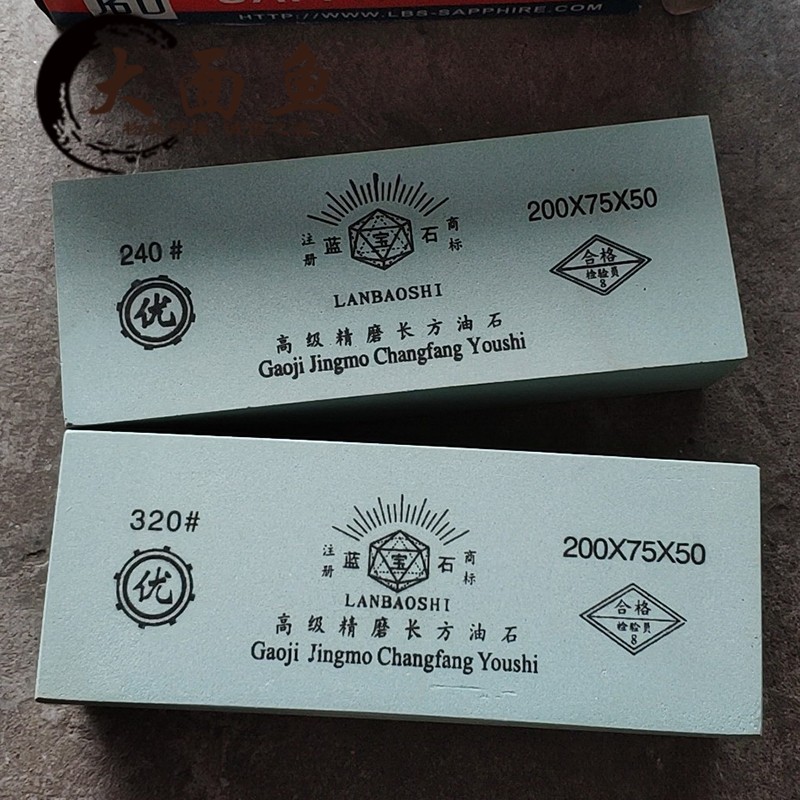 HTTP://WWW.LBS-SAPPHIRE.COM
大面鱼
240#
优
注册
蓝宝石
商标
LANBAOSHI
200X75X50
合格
检验员
8
高级精磨长方油石
Gaoji Jingmo Changfang Youshi
320#
优
注册
蓝宝石
商标
LANBAOSHI
200X75X50
合格
检验员
8
高级精磨长方油石
Gaoji Jingmo Changfang Youshi